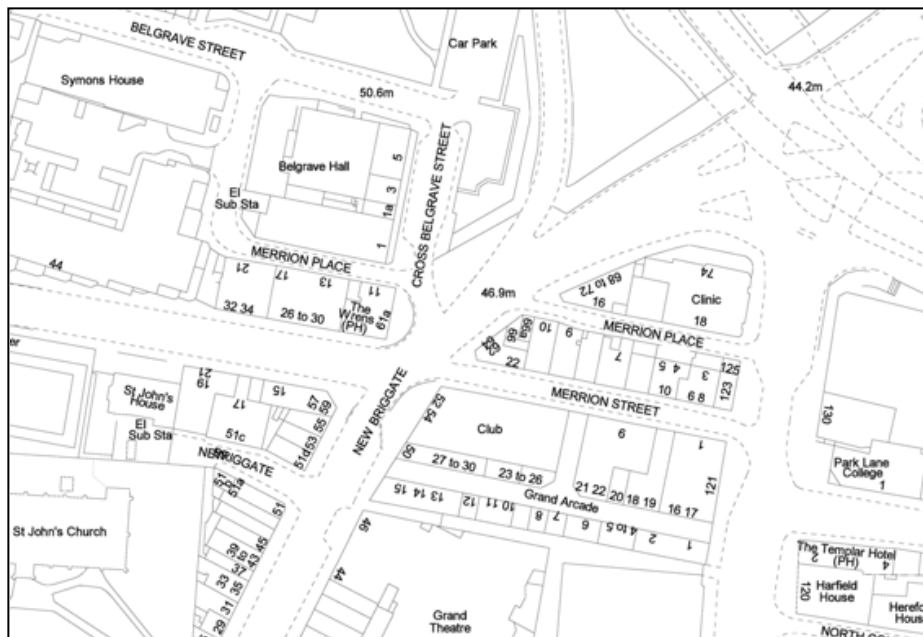 BELGRAVE STREET
Car Park
Symons House
50.6m
44.2m
Belgrave Hall
5
3
1a
1
El
Sub Sta
CROSS BELGRAVE STREET
MERRION PLACE
44
21
17
13
11
32 34
26 to 30
The
Wrens
(PH)
61a
46.9m
68 to 72
74
16
Clinic
18
MERRION PLACE
66a
66
10
9
7
5
4
3
125
22
10
6 8
123
MERRION STREET
St John's
House
21
19
17
15
57
59
55
53
51d
51c
El
Sub Sta
NEW BRIGGATE
52 54
50
Club
6
1
27 to 30
23 to 26
21 22
20
18 19
16 17
121
130
Park Lane
College
1
51a
51
Grand Arcade
13 14 15
12
10 11
8
7
6
4 to 5
2
1
St John's Church
39 to 45
43
37
35
33
31
29
46
44
Grand
Theatre
The Templar Hotel
(PH)
2
4
120
Harfield
House